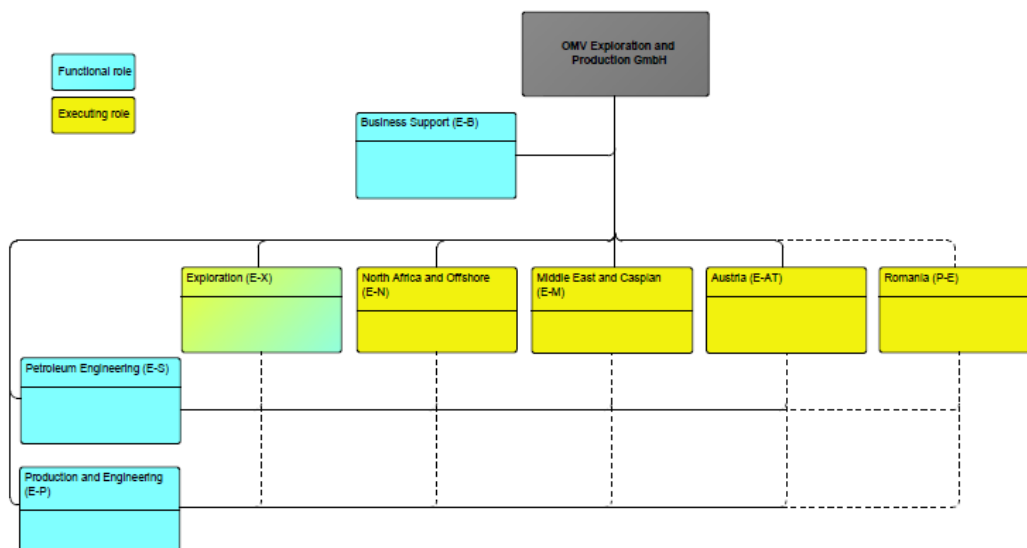 OMV Exploration and
Production GmbH
Functional role
Executing role
Business Support (E-B)
Exploration (E-X)
North Africa and Offshore
(E-N)
Middle East and Caspian
(E-M)
Austria (E-AT)
Romania (P-E)
Petroleum Engineering (E-S)
Production and Engineering
(E-P)